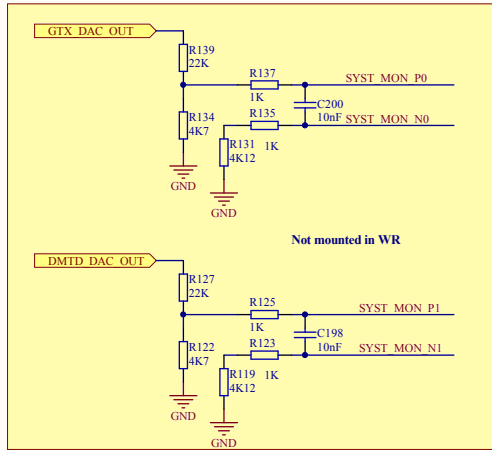 GTX_DAC_OUT
R139
22K
R137
1K
SYST_MON_P0
R134
4K7
C200
10nF
R135
1K
SYST_MON_N0
R131
4K12
GND
GND
Not mounted in WR
DMTD_DAC_OUT
R127
22K
R125
1K
SYST_MON_P1
R122
4K7
C198
10nF
R123
1K
SYST_MON_N1
R119
4K12
GND
GND